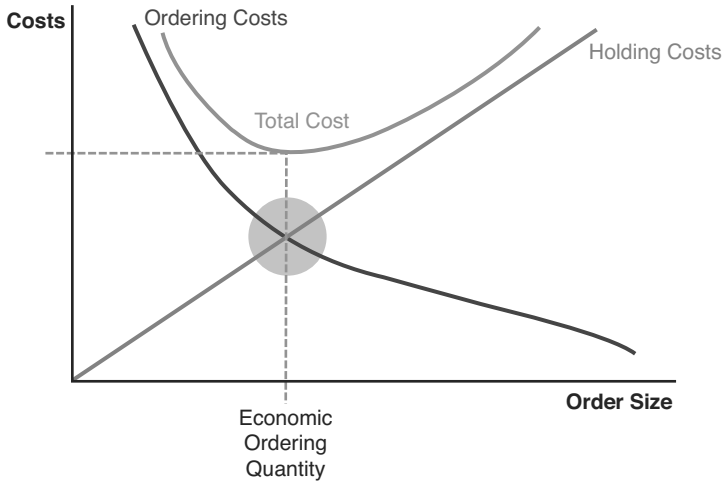 Costs
Ordering Costs
Holding Costs
Total Cost
Order Size
Economic
Ordering
Quantity